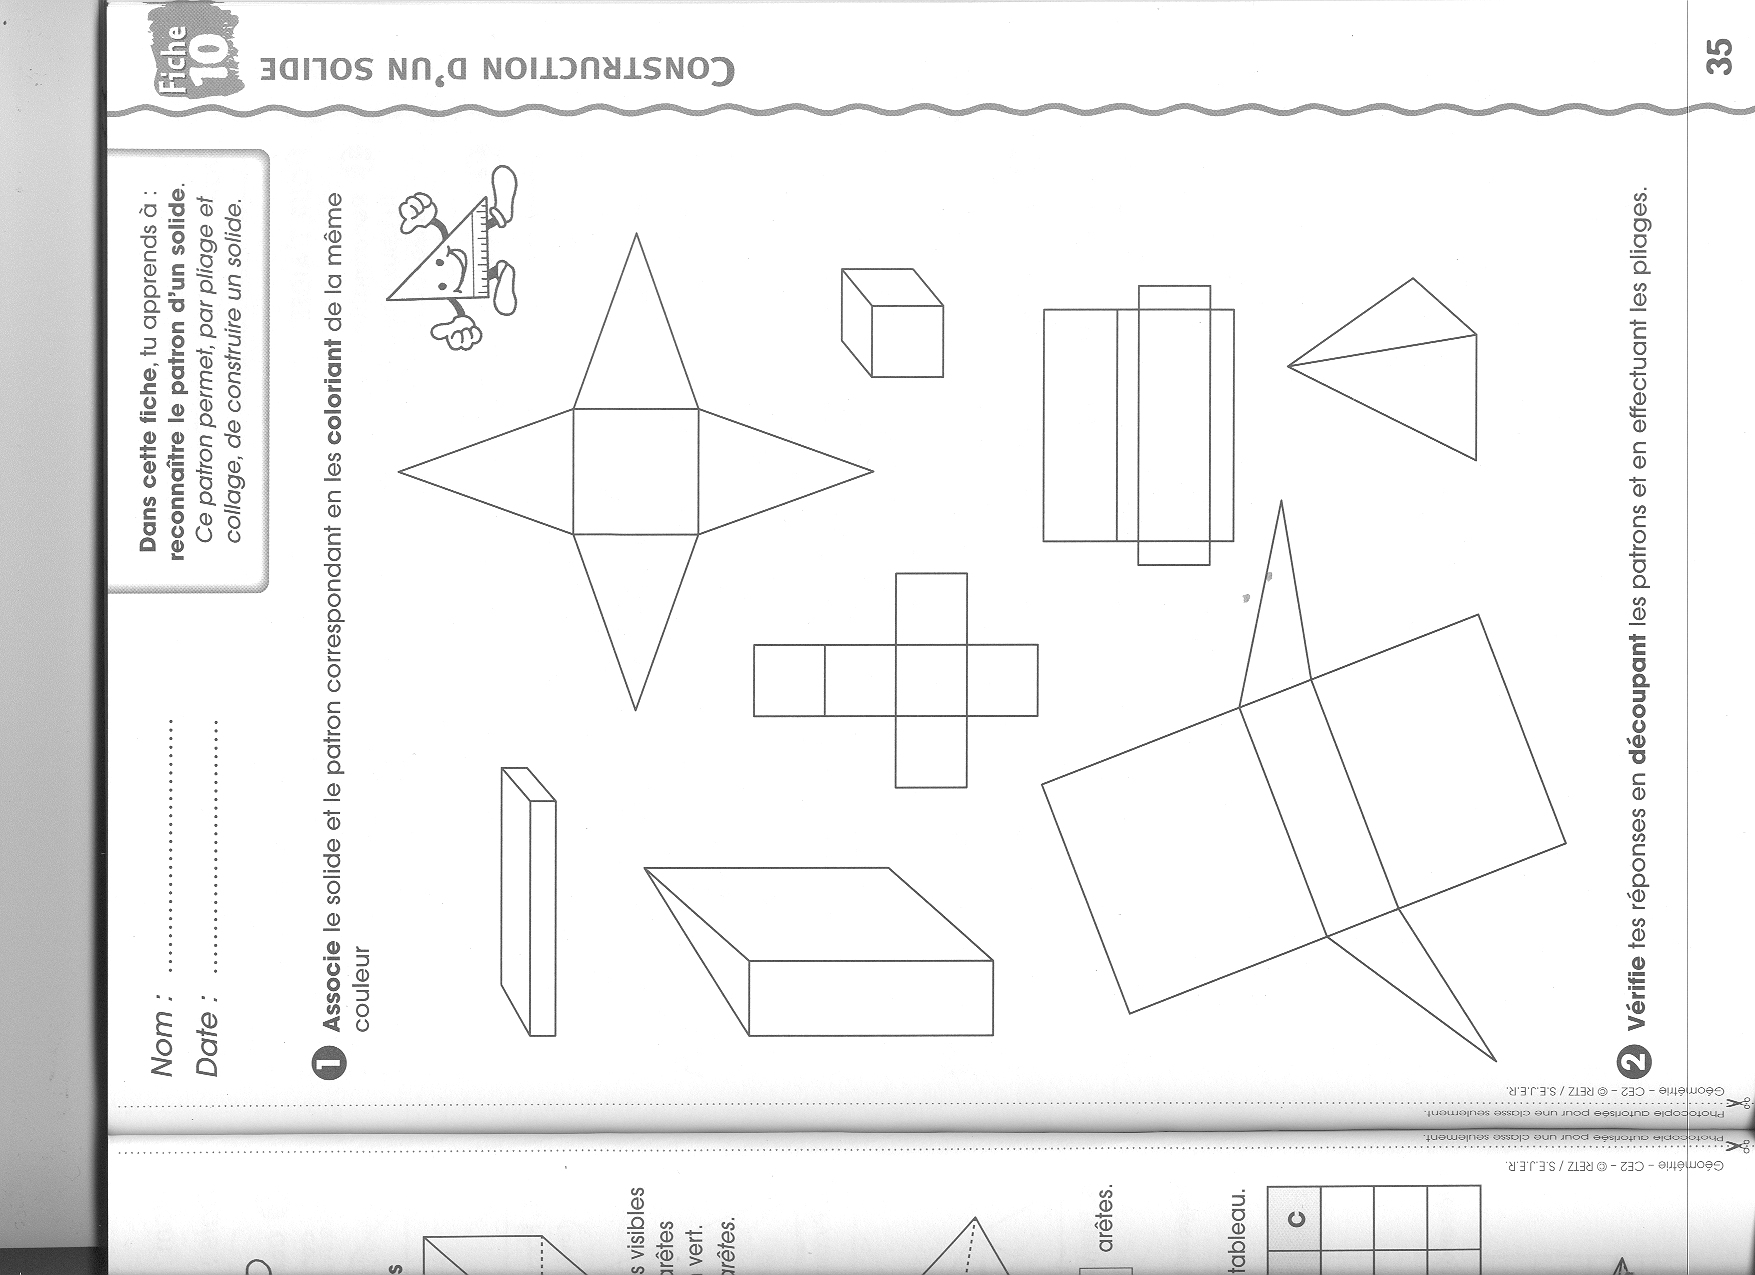 Fiche
10
CONSTRUCTION D'UN SOLIDE
Nom : ..............................
Date : ..............................
Dans cette fiche, tu apprends à :
reconnaître le patron d'un solide.
Ce patron permet, par pliage et
collage, de construire un solide.
1 Associe le solide et le patron correspondant en les coloriant de la même
couleur
2 Vérifie tes réponses en découpant les patrons et en effectuant les pliages.
35
Géométrie – CE2 – © RETZ / S.E.J.E.R.
Photocopie autorisée pour une classe seulement.
Photocopie autorisée pour une classe seulement.
Géométrie – CE2 – © RETZ / S.E.J.E.R.
s
s visibles
arêtes
vert.
arêtes.
arêtes.
tableau.
C